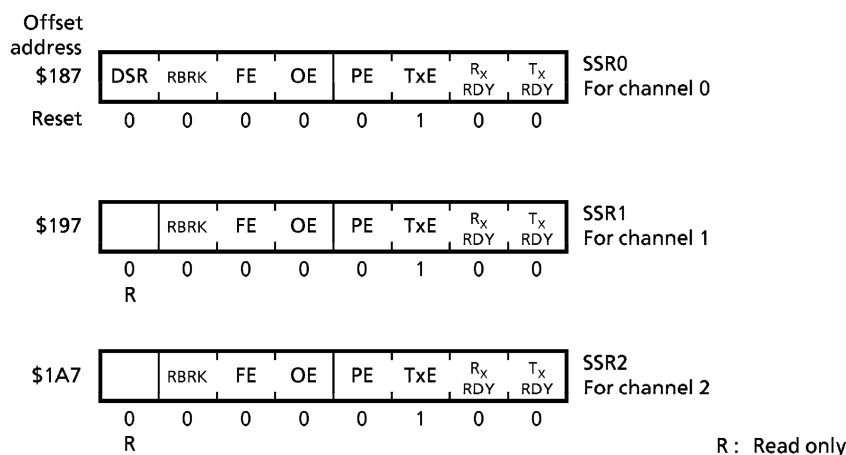 Offset
address
$187 DSR RBRK FE OE PE TxE RX RDY TX RDY SSR0
For channel 0
Reset 0 0 0 0 0 1 0 0
$197 RBRK FE OE PE TxE RX RDY TX RDY SSR1
For channel 1
0 0 0 0 0 1 0 0
R
$1A7 RBRK FE OE PE TxE RX RDY TX RDY SSR2
For channel 2
0 0 0 0 0 1 0 0
R
R : Read only